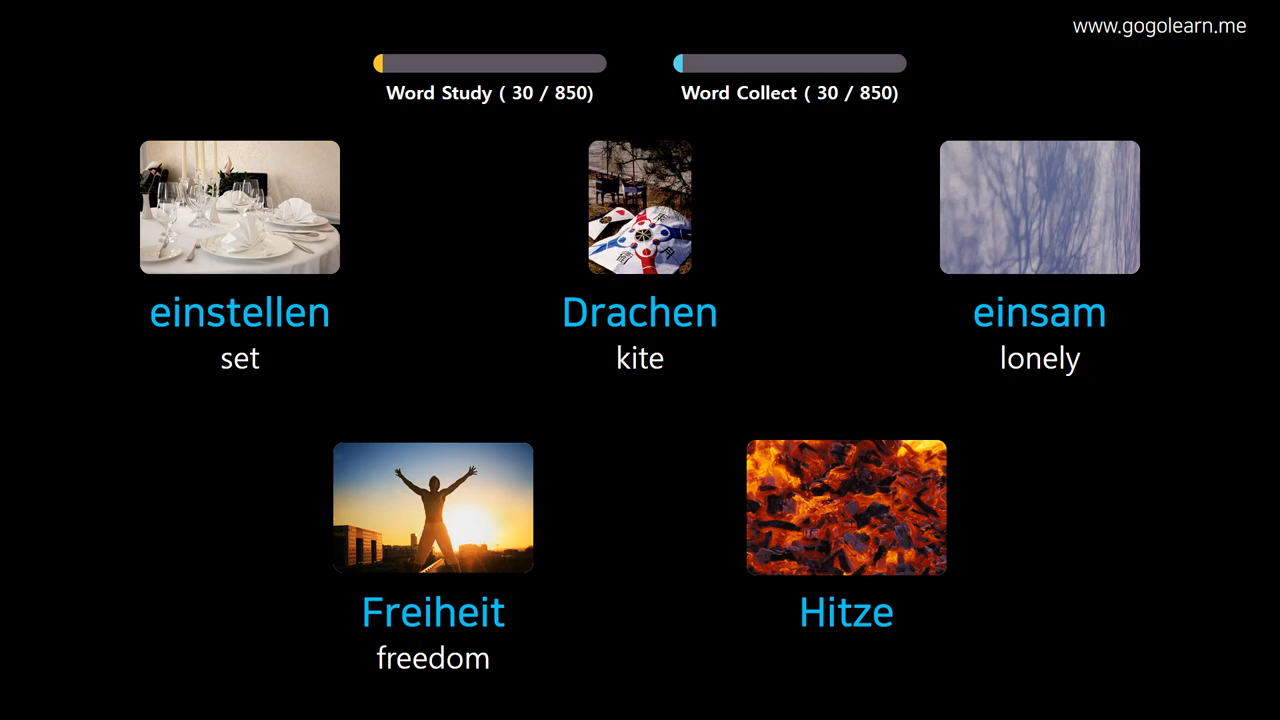 www.gogolearn.me
Word Study ( 30 / 850)
Word Collect ( 30 / 850)
einstellen
set
Drachen
kite
einsam
lonely
Freiheit
freedom
Hitze